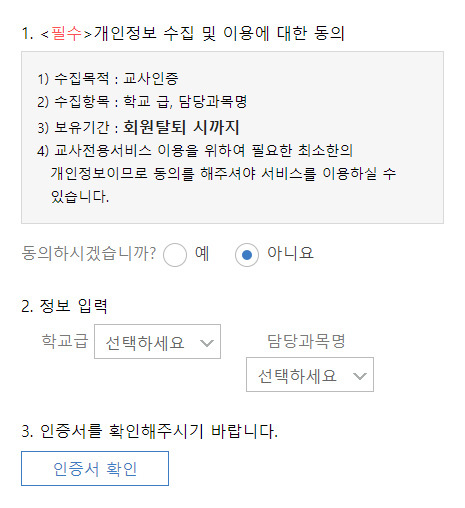 1. <필수>개인정보 수집 및 이용에 대한 동의
1) 수집목적 : 교사인증
2) 수집항목 : 학교 급, 담당과목명
3) 보유기간 : 회원탈퇴 시까지
4) 교사전용서비스 이용을 위하여 필요한 최소한의
개인정보이므로 동의를 해주셔야 서비스를 이용하실 수
있습니다.
동의하시겠습니까? 예 아니요
2. 정보 입력
학교급 선택하세요 담당과목명
선택하세요
3. 인증서를 확인해주시기 바랍니다.
인증서 확인